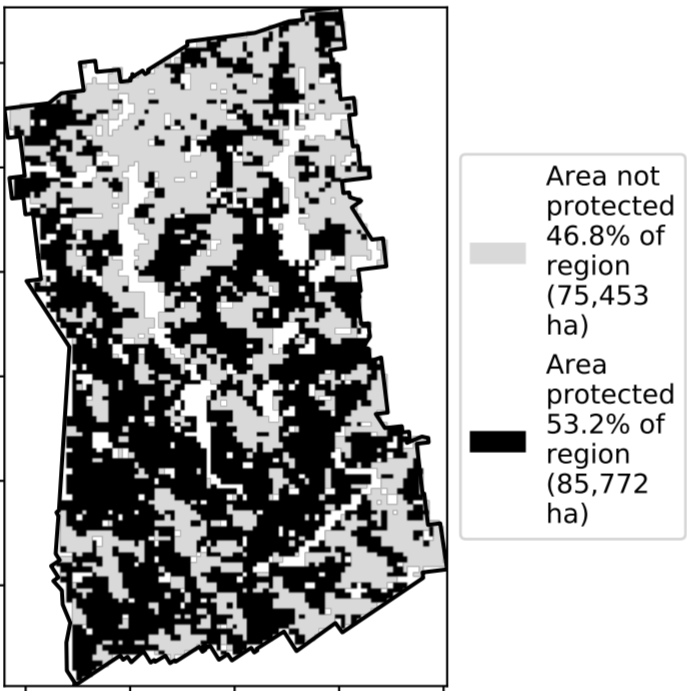 Area not
protected
46.8% of
region
(75,453
ha)
Area
protected
53.2% of
region
(85,772
ha)